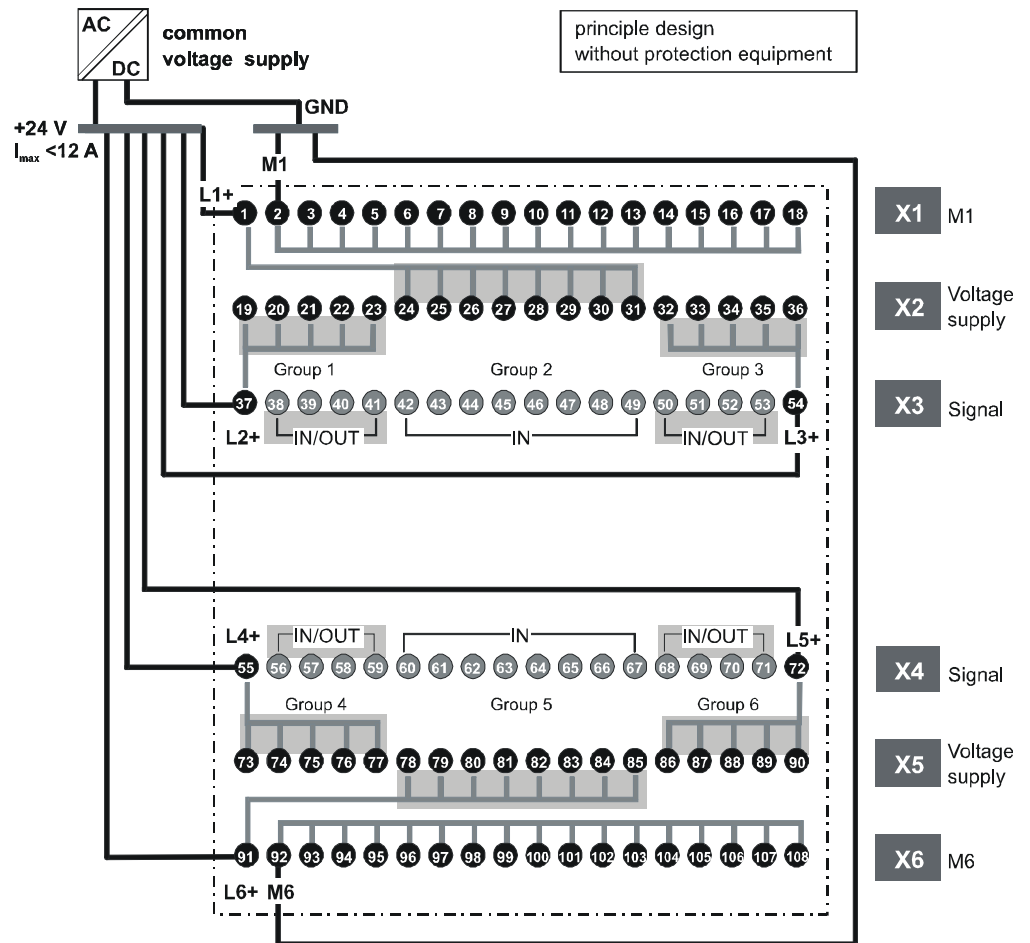 AC
DC
common
voltage supply
principle design
without protection equipment
GND
+24 V
Imax <12 A
M1
L1+
1 2 3 4 5 6 7 8 9 10 11 12 13 14 15 16 17 18
X1 M1
19 20 21 22 23 24 25 26 27 28 29 30 31 32 33 34 35 36
X2 Voltage
supply
Group 1 Group 2 Group 3
37 38 39 40 41 42 43 44 45 46 47 48 49 50 51 52 53 54
X3 Signal
L2+ IN/OUT IN IN/OUT L3+
L4+ IN/OUT IN IN/OUT L5+
55 56 57 58 59 60 61 62 63 64 65 66 67 68 69 70 71 72
X4 Signal
Group 4 Group 5 Group 6
73 74 75 76 77 78 79 80 81 82 83 84 85 86 87 88 89 90
X5 Voltage
supply
91 92 93 94 95 96 97 98 99 100 101 102 103 104 105 106 107 108
X6 M6
L6+ M6